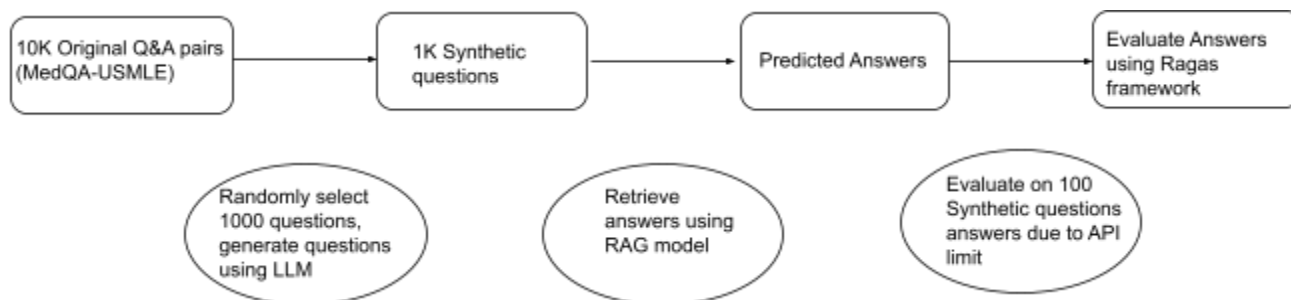 10K Original Q&A pairs
(MedQA-USMLE)
1K Synthetic
questions
Predicted Answers
Evaluate Answers
using Ragas
framework
Randomly select
1000 questions,
generate questions
using LLM
Retrieve
answers using
RAG model
Evaluate on 100
Synthetic questions
answers due to API
limit